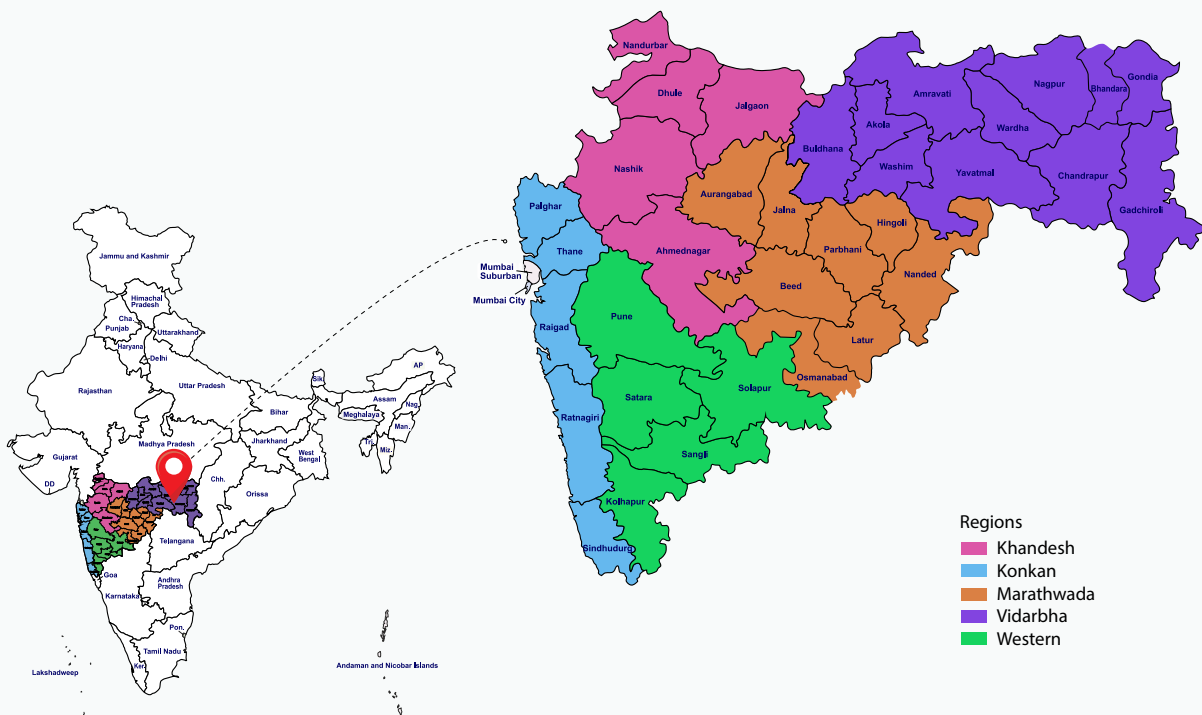 Jammu and Kashmir
Himachal
Pradesh
Cha.
Punjab
Uttarakhand
Haryana
Delhi
Rajasthan
Uttar Pradesh
Sik.
AP
Assam
Nag.
Meghalaya
Man.
Tri.
Miz.
Bihar
Jharkhand
West
Bengal
Gujarat
Madhya Pradesh
DD
Chh.
Orissa
Telangana
Goa
Karnataka
Andhra
Pradesh
Pon.
Tamil Nadu
Ker.
Lakshadweep
Andaman and Nicobar Islands
Nandurbar
Dhule
Jalgaon
Nashik
Ahmednagar
Buldhana
Akola
Amravati
Washim
Wardha
Nagpur
Bhandara
Gondia
Yavatmal
Chandrapur
Gadchiroli
Aurangabad
Jalna
Parbhani
Hingoli
Nanded
Beed
Latur
Osmanabad
Palghar
Thane
Mumbai
Suburban
Mumbai City
Raigad
Ratnagiri
Sindhudurg
Pune
Satara
Solapur
Sangli
Kolhapur
Regions
Khandesh
Konkan
Marathwada
Vidarbha
Western